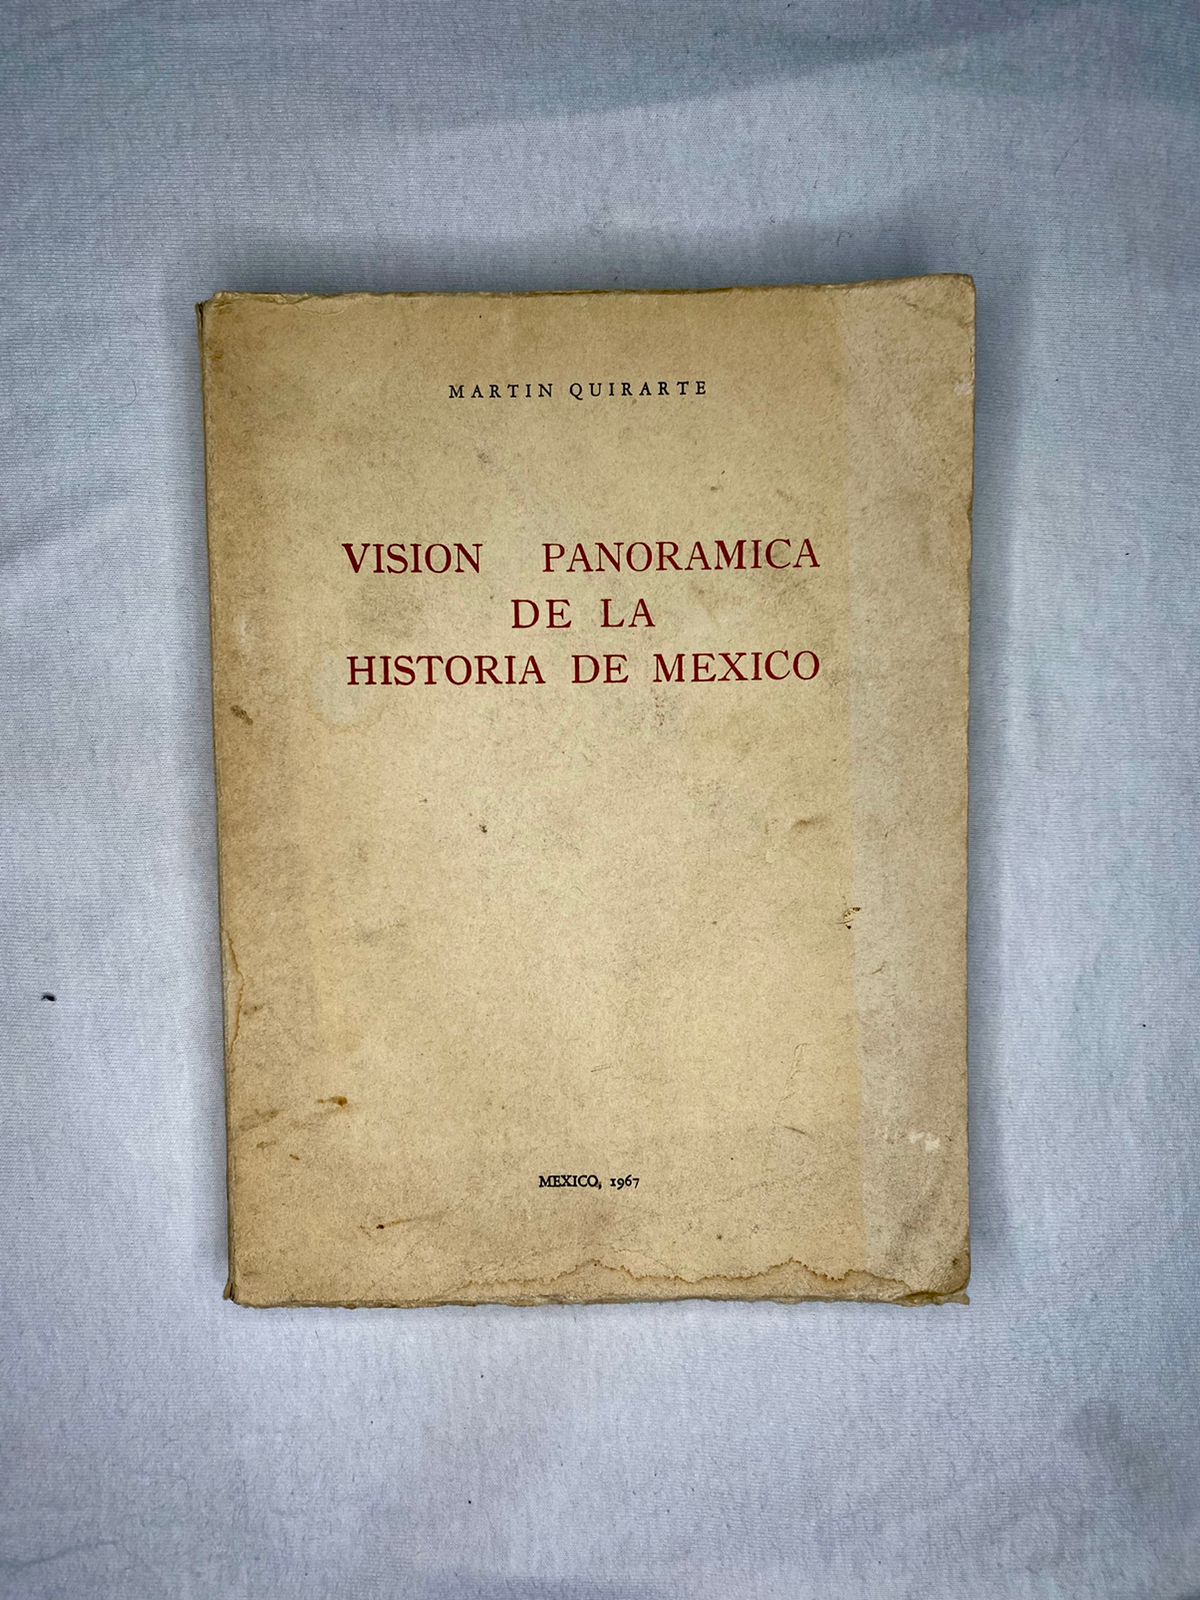 MARTIN QUIRARTE
VISION PANORAMICA
DE LA
HISTORIA DE MEXICO
MEXICO, 1967